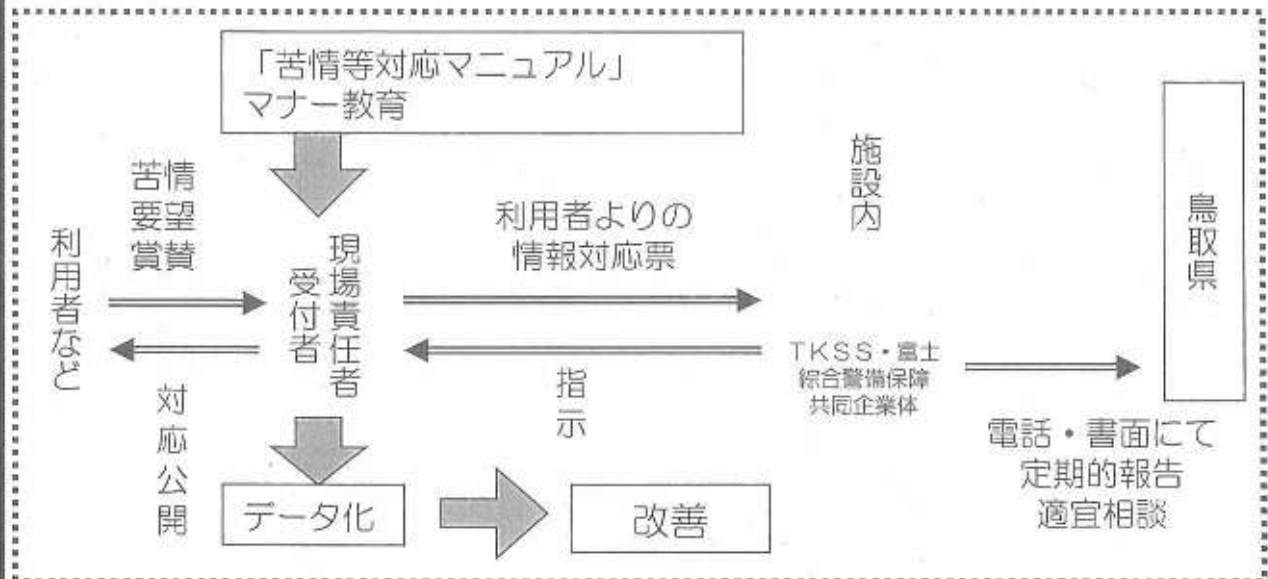 「苦情等対応マニュアル」
マナー教育
利用者など
苦情
要望
賞賛
対応公開
現場責任者
受付者
利用者よりの
情報対応票
指示
施設内
TKSS・富士
綜合警備保障
共同企業体
鳥取県
電話・書面にて
定期的報告
適宜相談
データ化
改善